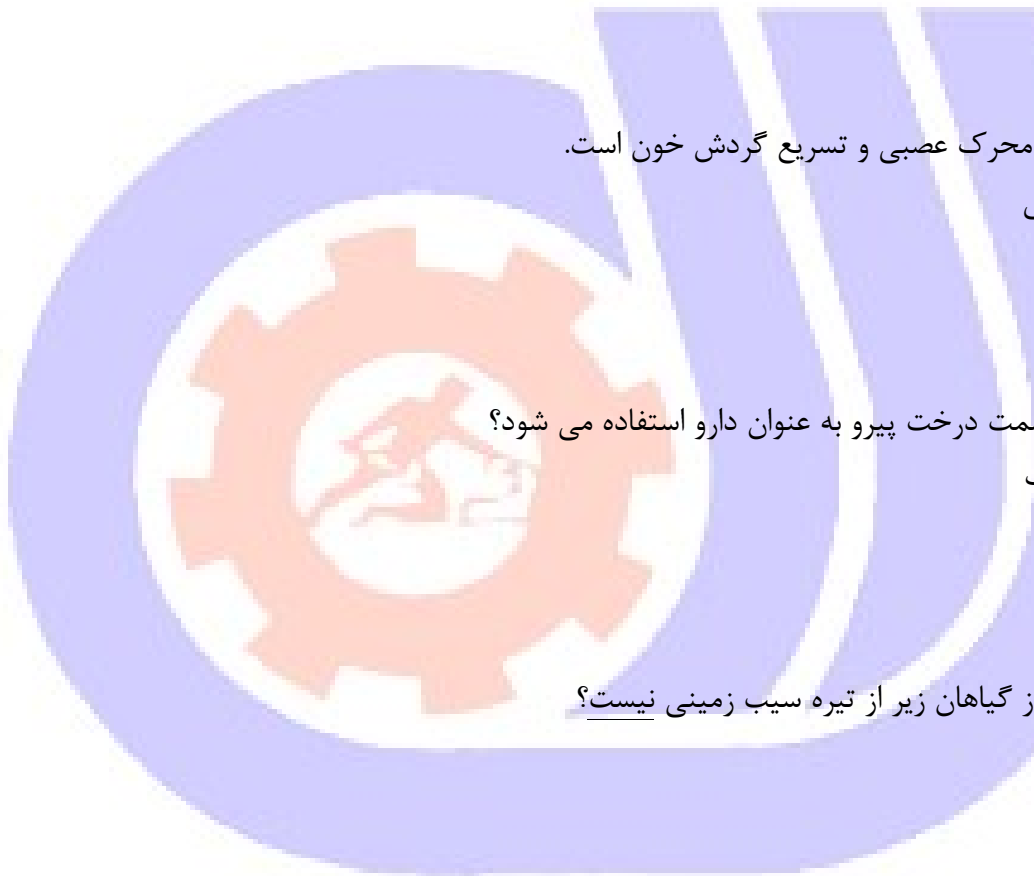 محرک عصبی و تسریع گردش خون است.
درخت پیرو به عنوان دارو استفاده می شود؟
گیاهان زیر از تیره سیب زمینی نیست؟